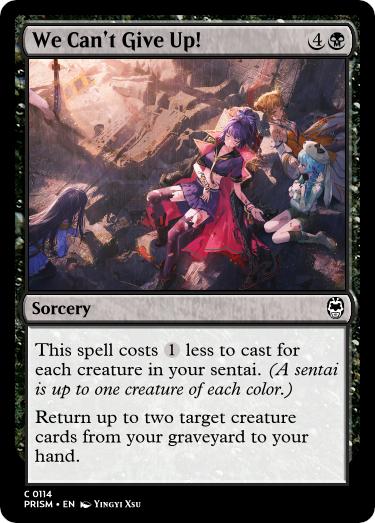 We Can't Give Up! 4
Sorcery
This spell costs 1 less to cast for
each creature in your sentai. (A sentai
is up to one creature of each color.)
Return up to two target creature
cards from your graveyard to your
hand.
C 0114
PRISM • EN Yingyi Xsu